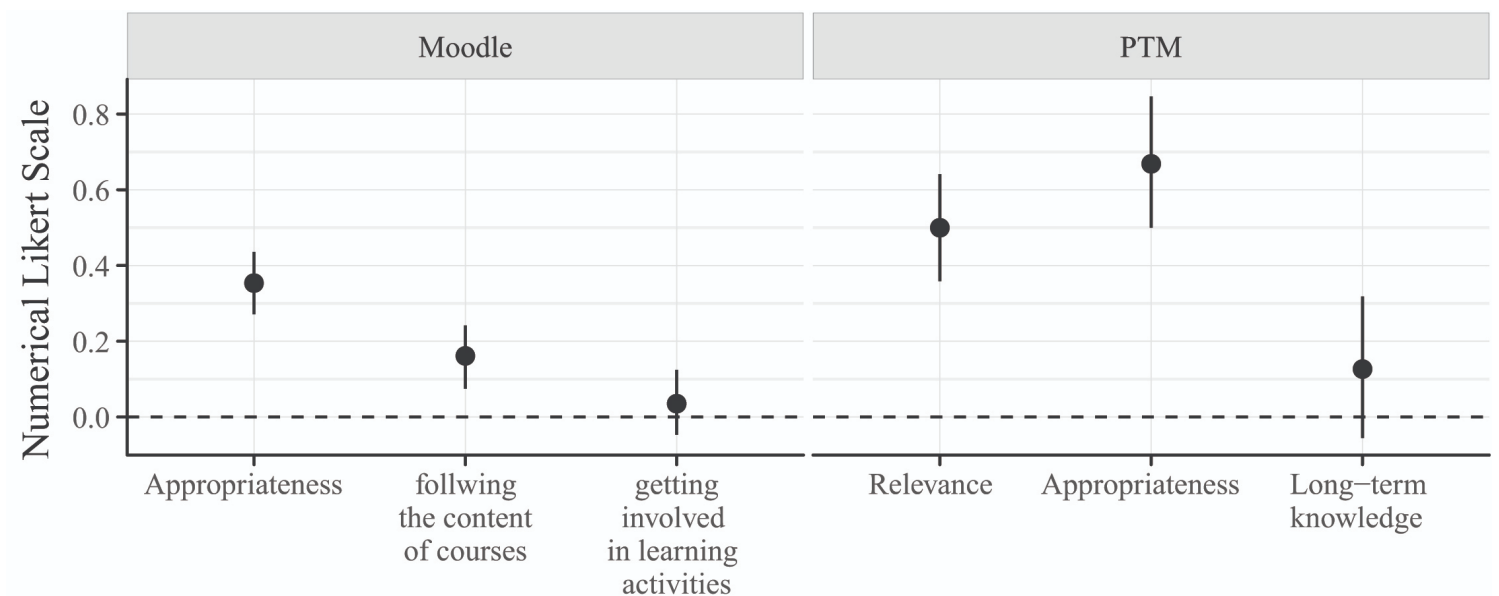 Moodle
PTM
Numerical Likert Scale
0.8
0.6
0.4
0.2
0.0
Appropriateness
follwing
the content
of courses
getting
involved
in learning
activities
Relevance
Appropriateness
Long−term
knowledge